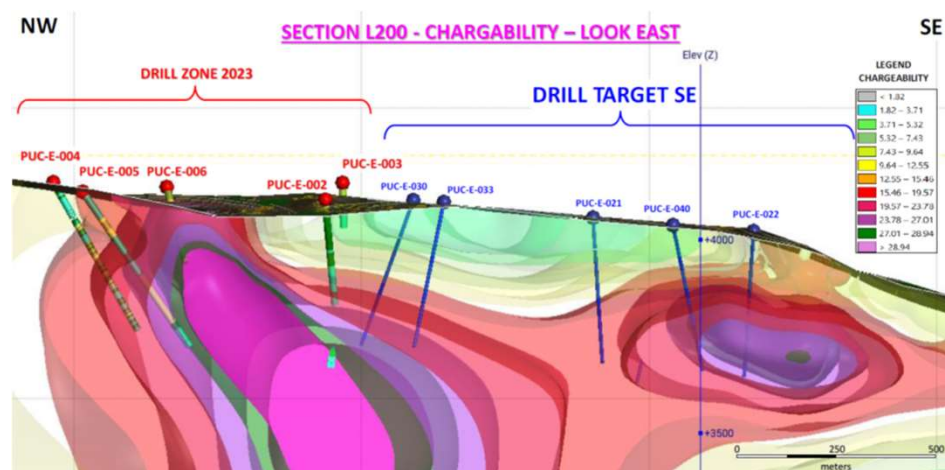 NW
SECTION L200 - CHARGABILITY – LOOK EAST
SE
Elev (Z)
DRILL ZONE 2023
DRILL TARGET SE
LEGEND
CHARGEABILITY
< 1.82
1.82 – 3.71
3.71 – 5.32
5.32 – 7.43
7.43 – 9.64
9.64 – 12.55
12.55 – 15.46
15.46 – 19.57
19.57 – 23.78
23.78 – 27.01
27.01 – 28.94
> 28.94
PUC-E-004
PUC-E-005
PUC-E-006
PUC-E-003
PUC-E-002
PUC-E-030
PUC-E-033
PUC-E-021
PUC-E-040
PUC-E-022
+4000
+3500
0 250 500
meters